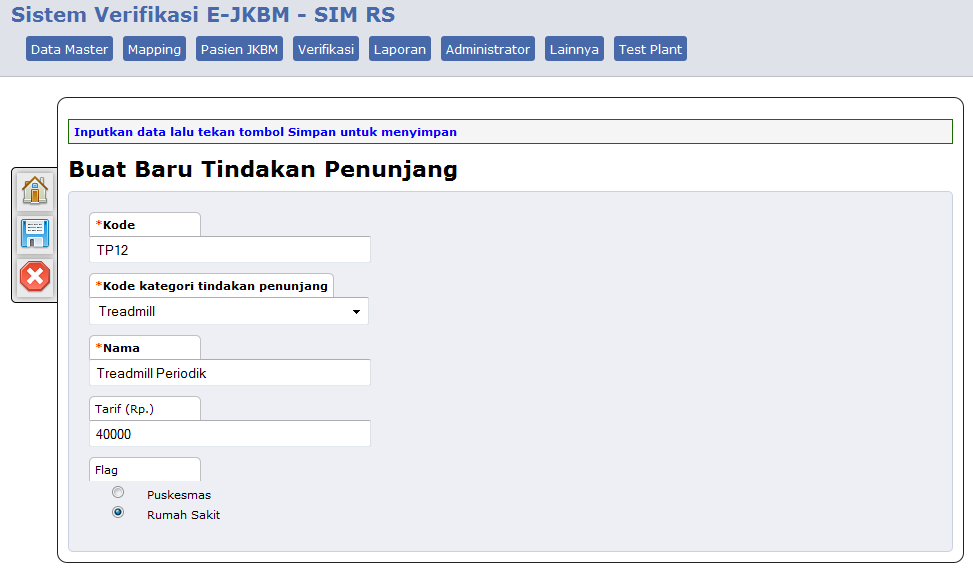 Sistem Verifikasi E-JKBM - SIM RS
Data Master Mapping Pasien JKBM Verifikasi Laporan Administrator Lainnya Test Plant
Inputkan data lalu tekan tombol Simpan untuk menyimpan
Buat Baru Tindakan Penunjang
*Kode
TP12
*Kode kategori tindakan penunjang
Treadmill
*Nama
Treadmill Periodik
Tarif (Rp.)
40000
Flag
Puskesmas
Rumah Sakit